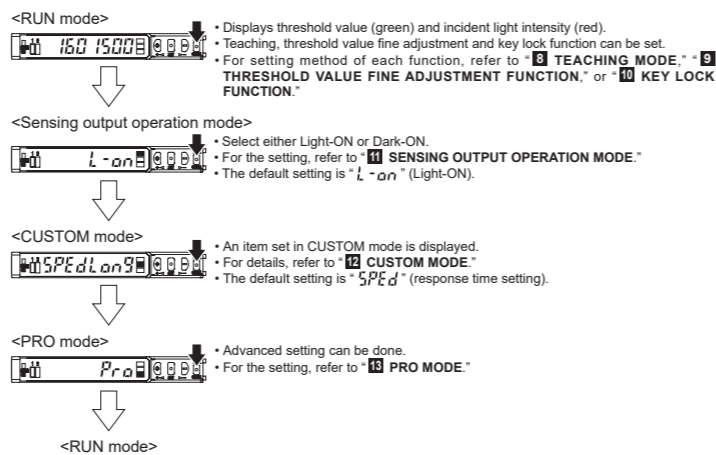 <RUN mode>
160 1500
• Displays threshold value (green) and incident light intensity (red).
• Teaching, threshold value fine adjustment and key lock function can be set.
• For setting method of each function, refer to “8 TEACHING MODE,” “9
THRESHOLD VALUE FINE ADJUSTMENT FUNCTION,” or “10 KEY LOCK
FUNCTION.”
<Sensing output operation mode>
L-on
• Select either Light-ON or Dark-ON.
• For the setting, refer to “11 SENSING OUTPUT OPERATION MODE.”
• The default setting is “L-on” (Light-ON).
<CUSTOM mode>
SPEdLong
• An item set in CUSTOM mode is displayed.
• For details, refer to “12 CUSTOM MODE.”
• The default setting is “SPEd” (response time setting).
<PRO mode>
Pro
• Advanced setting can be done.
• For the setting, refer to “13 PRO MODE.”
<RUN mode>